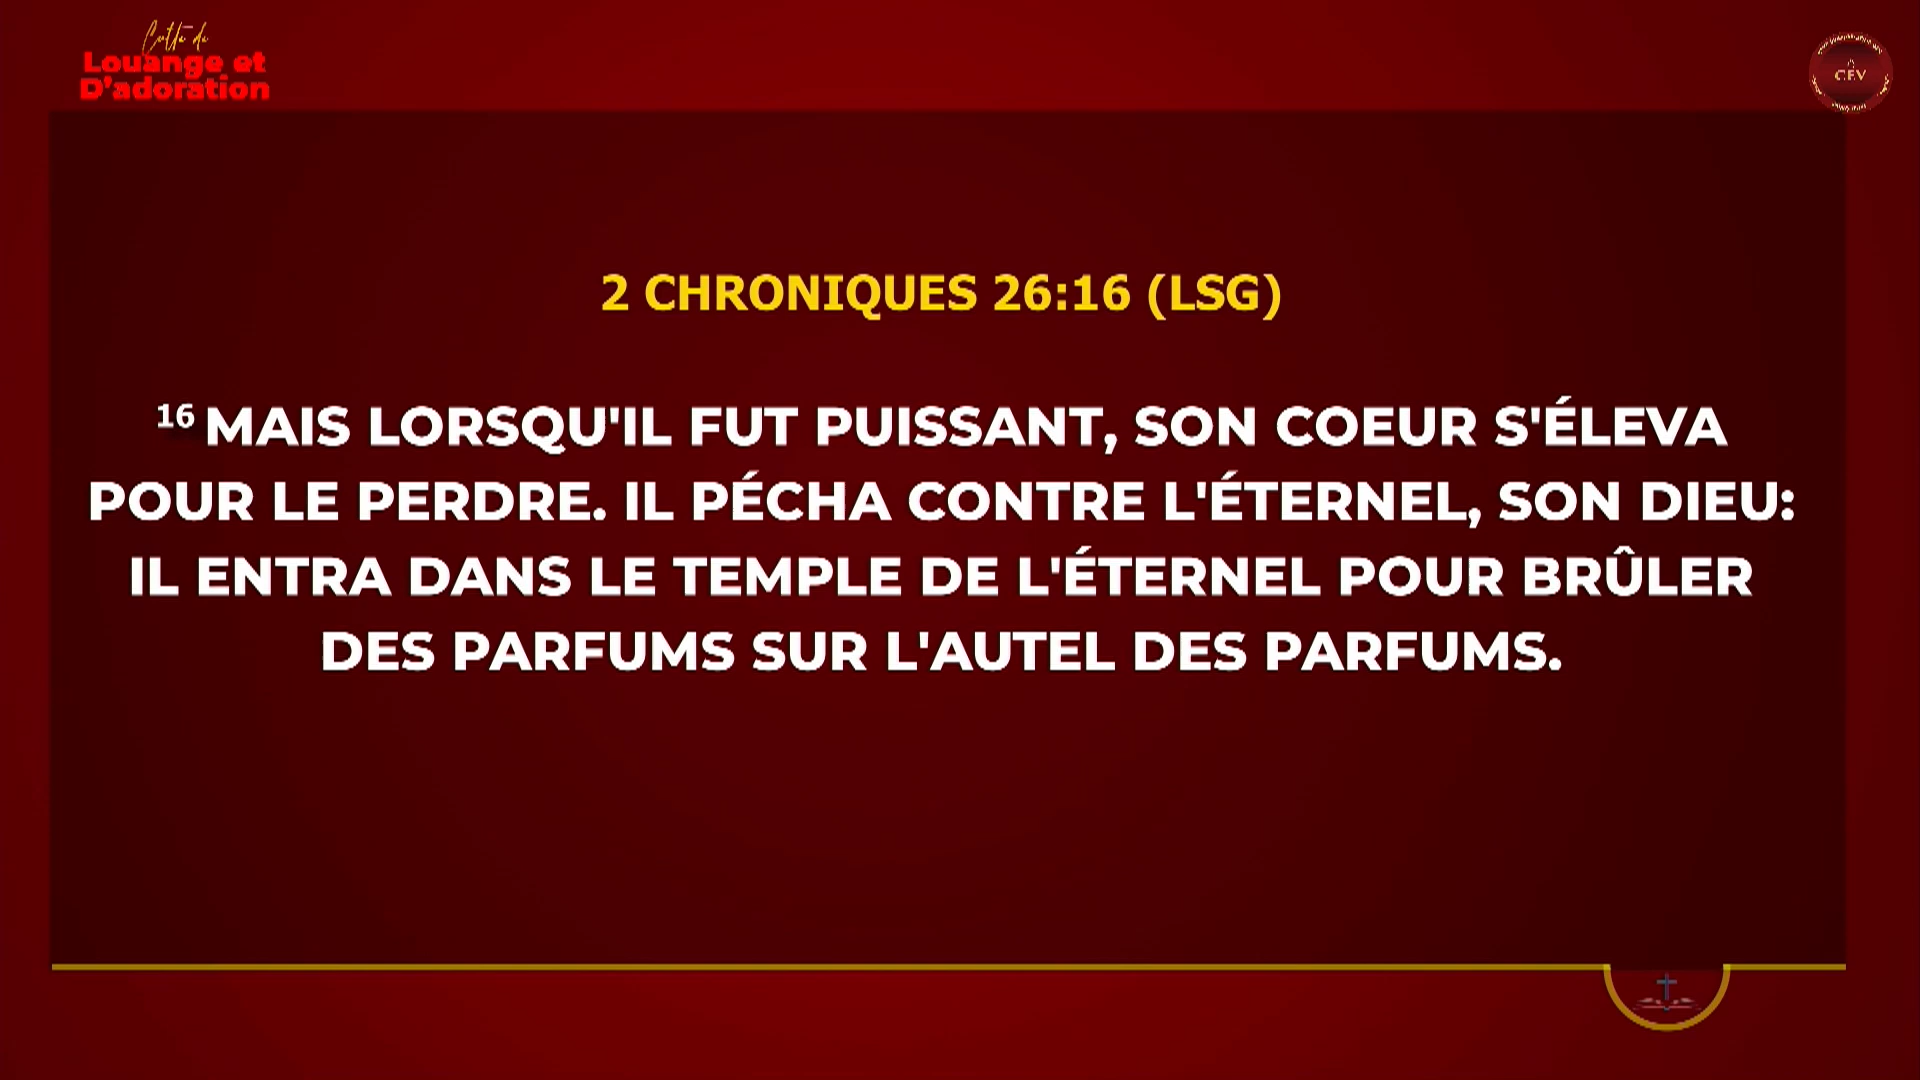 Louange et
D'adoration
CEV
2 CHRONIQUES 26:16 (LSG)
16 MAIS LORSQU'IL FUT PUISSANT, SON COEUR S'ÉLEVA
POUR LE PERDRE. IL PÉCHA CONTRE L'ÉTERNEL, SON DIEU:
IL ENTRA DANS LE TEMPLE DE L'ÉTERNEL POUR BRÛLER
DES PARFUMS SUR L'AUTEL DES PARFUMS.